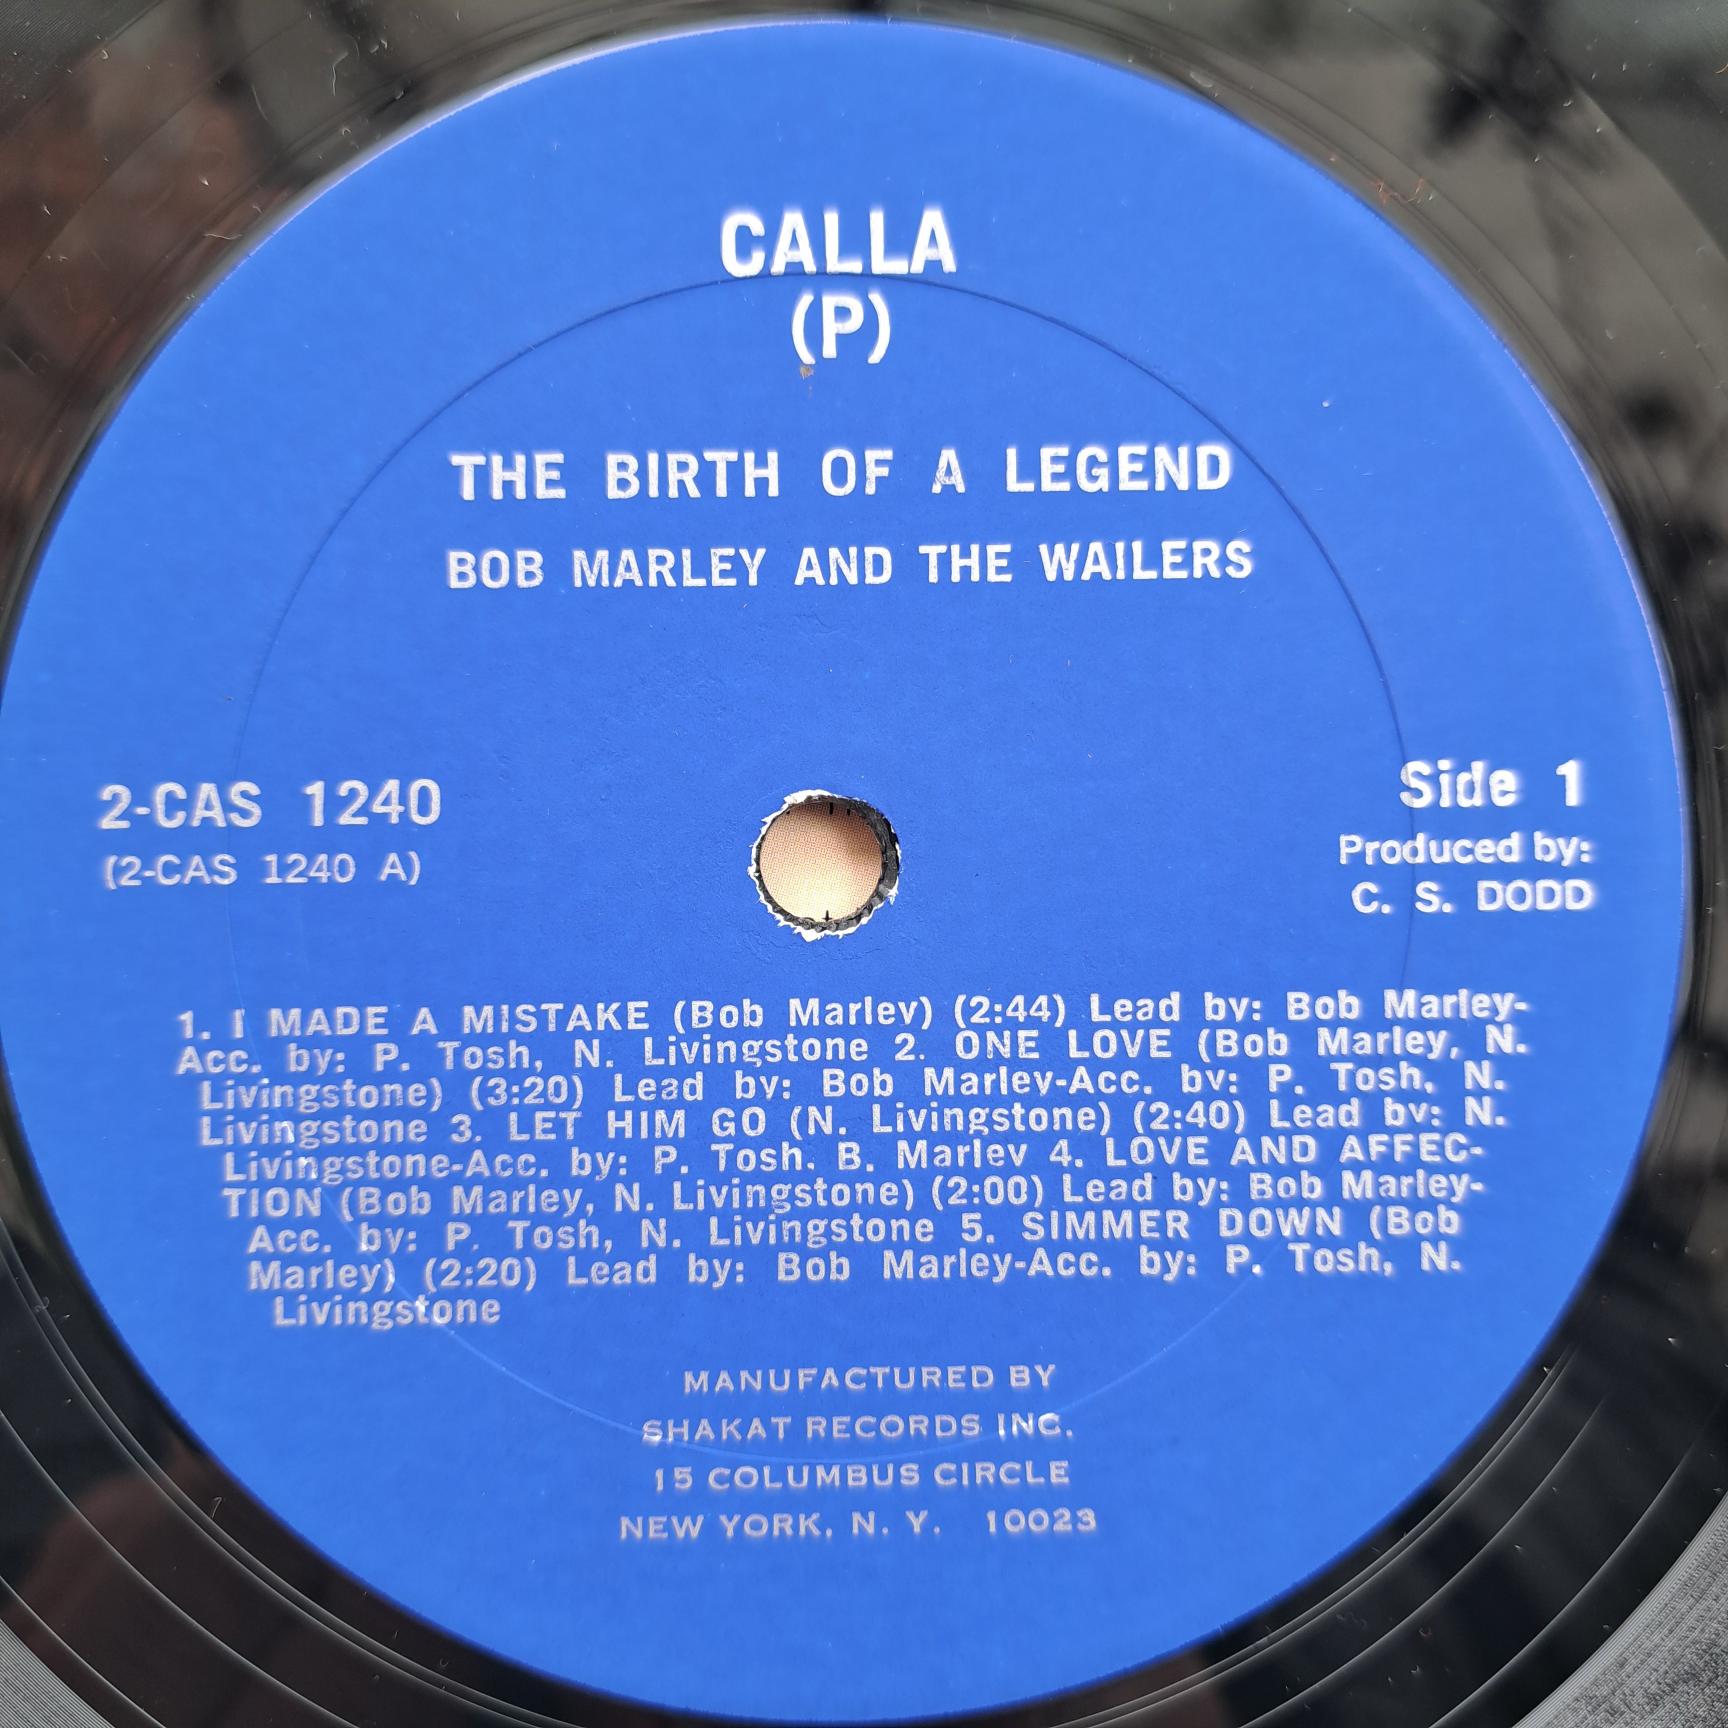 CALLA
(P)
THE BIRTH OF A LEGEND
BOB MARLEY AND THE WAILERS
2-CAS 1240
(2-CAS 1240 A)
Side 1
Produced by:
C. S. DODD
1. I MADE A MISTAKE (Bob Marley) (2:44) Lead by: Bob Marley-
Acc. by: P. Tosh, N. Livingstone 2. ONE LOVE (Bob Marley, N.
Livingstone) (3:20) Lead by: Bob Marley-Acc. by: P. Tosh, N.
Livingstone 3. LET HIM GO (N. Livingstone) (2:40) Lead by: N.
Livingstone-Acc. by: P. Tosh, B. Marley 4. LOVE AND AFFEC-
TION (Bob Marley, N. Livingstone) (2:00) Lead by: Bob Marley-
Acc. by: P. Tosh, N. Livingstone 5. SIMMER DOWN (Bob
Marley) (2:20) Lead by: Bob Marley-Acc. by: P. Tosh, N.
Livingstone
MANUFACTURED BY
SHAKAT RECORDS INC.
15 COLUMBUS CIRCLE
NEW YORK, N. Y. 10023